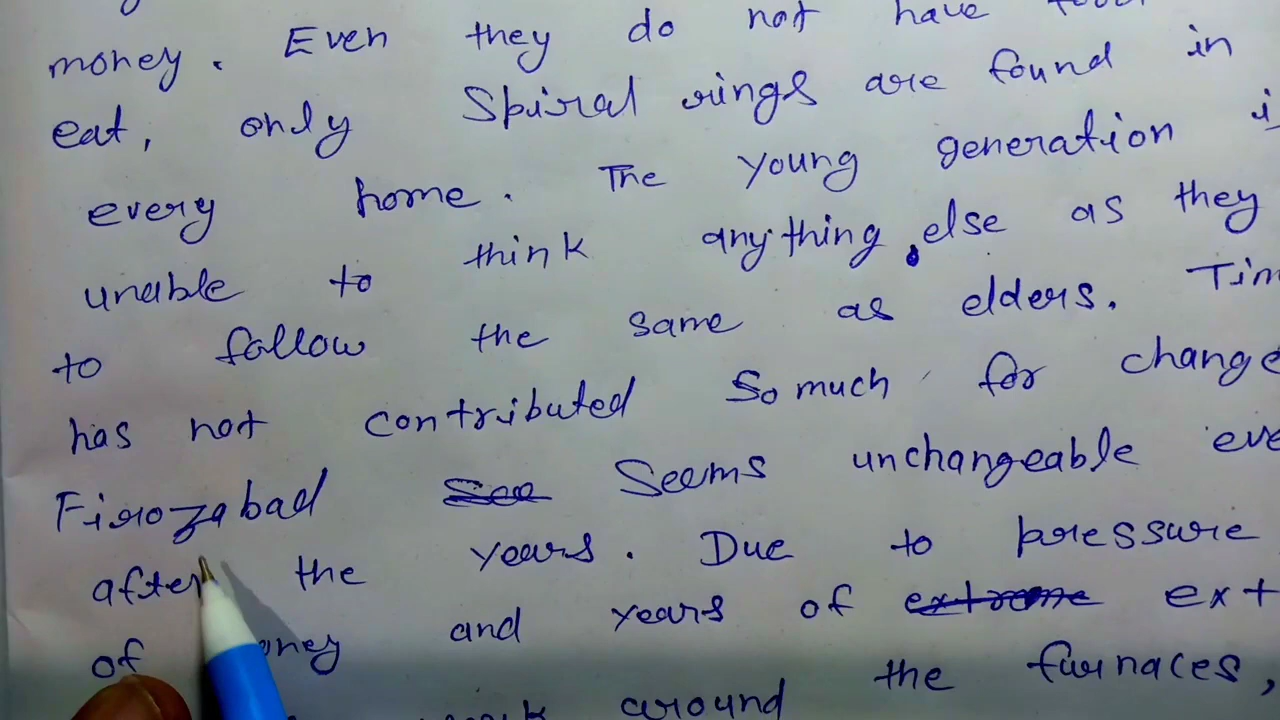 money. Even they do not have
eat, only Spiral rings are found in
every home. The young generation
unable to think anything, else as they
to follow the same as elders.
has not contributed So much for change
Firozabad Seems unchangeable
after the years. Due to pressure
of money and years of extreme
around the furnaces,